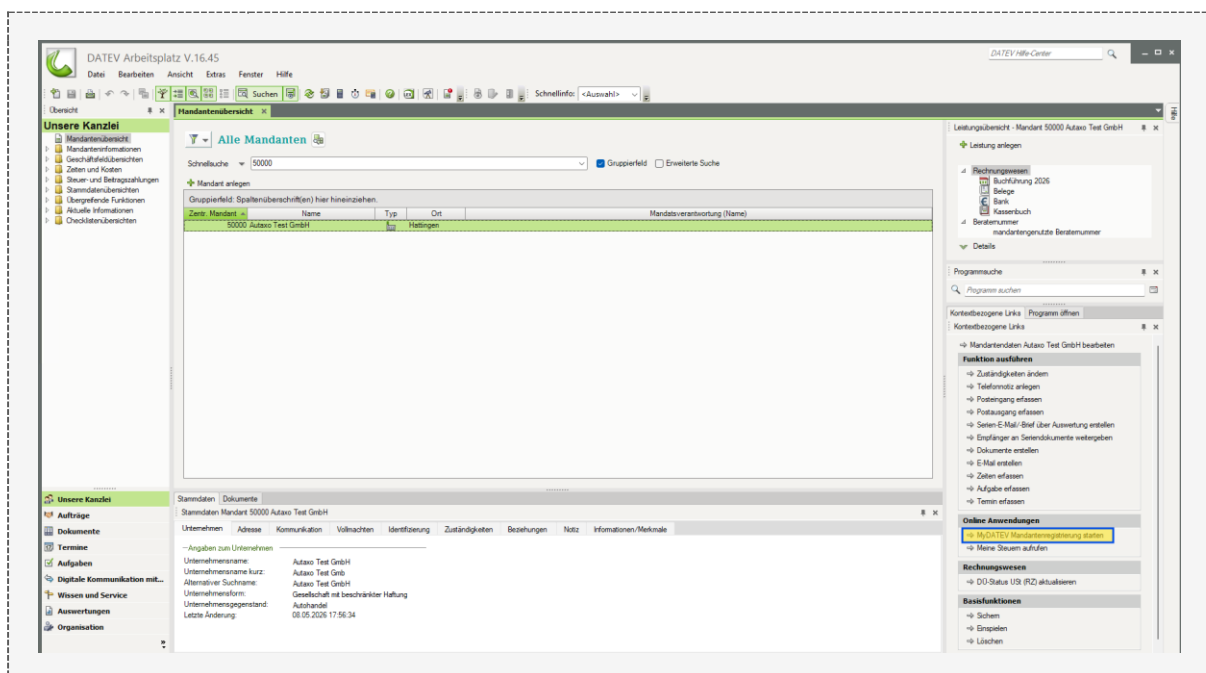 DATEV Arbeitsplatz V.16.45
DATEV Hilfe-Center
Datei Bearbeiten Ansicht Extras Fenster Hilfe
Suchen
Schnellinfo: <Auswahl>
Übersicht
Unsere Kanzlei
Mandantenübersicht
Mandanteninformationen
Geschäftsfeldübersichten
Zeiten und Kosten
Steuer- und Beitragszahlungen
Stammdatenübersichten
Übergreifende Funktionen
Aktuelle Informationen
Checklistenübersichten
Unsere Kanzlei
Aufträge
Dokumente
Termine
Aufgaben
Digitale Kommunikation mit...
Wissen und Service
Auswertungen
Organisation
Mandantenübersicht
Alle Mandanten
Schnellsuche 50000 Gruppierfeld Erweiterte Suche
Mandant anlegen
Gruppierfeld: Spaltenüberschrift(en) hier hineinziehen.
Zentr. Mandant Name Typ Ort Mandatsverantwortung (Name)
50000 Autaxo Test GmbH Hattingen
Stammdaten Dokumente
Stammdaten Mandant 50000 Autaxo Test GmbH
Unternehmen Adresse Kommunikation Vollmachten Identifizierung Zuständigkeiten Beziehungen Notiz Informationen/Merkmale
Angaben zum Unternehmen
Unternehmensname: Autaxo Test GmbH
Unternehmensname kurz: Autaxo Test Gmb
Alternativer Suchname: Autaxo Test GmbH
Unternehmensform: Gesellschaft mit beschränkter Haftung
Unternehmensgegenstand: Autohandel
Letzte Änderung: 08.05.2026 17:56:34
Hilfe
Leistungsübersicht - Mandant 50000 Autaxo Test GmbH
Leistung anlegen
Rechnungswesen
Buchführung 2026
Belege
Bank
Kassenbuch
Beraternummer
mandantengenutzte Beraternummer
Details
Programmsuche
Programm suchen
Kontextbezogene Links Programm öffnen
Kontextbezogene Links
Mandantendaten Autaxo Test GmbH bearbeiten
Funktion ausführen
Zuständigkeiten ändern
Telefonnotiz anlegen
Posteingang erfassen
Postausgang erfassen
Serien-E-Mail/-Brief über Auswertung erstellen
Empfänger an Seriendokumente weitergeben
Dokumente erstellen
E-Mail erstellen
Zeiten erfassen
Aufgabe erfassen
Termin erfassen
Online Anwendungen
MyDATEV Mandantenregistrierung starten
Meine Steuern aufrufen
Rechnungswesen
DÜ-Status USt (RZ) aktualisieren
Basisfunktionen
Sichern
Einspielen
Löschen